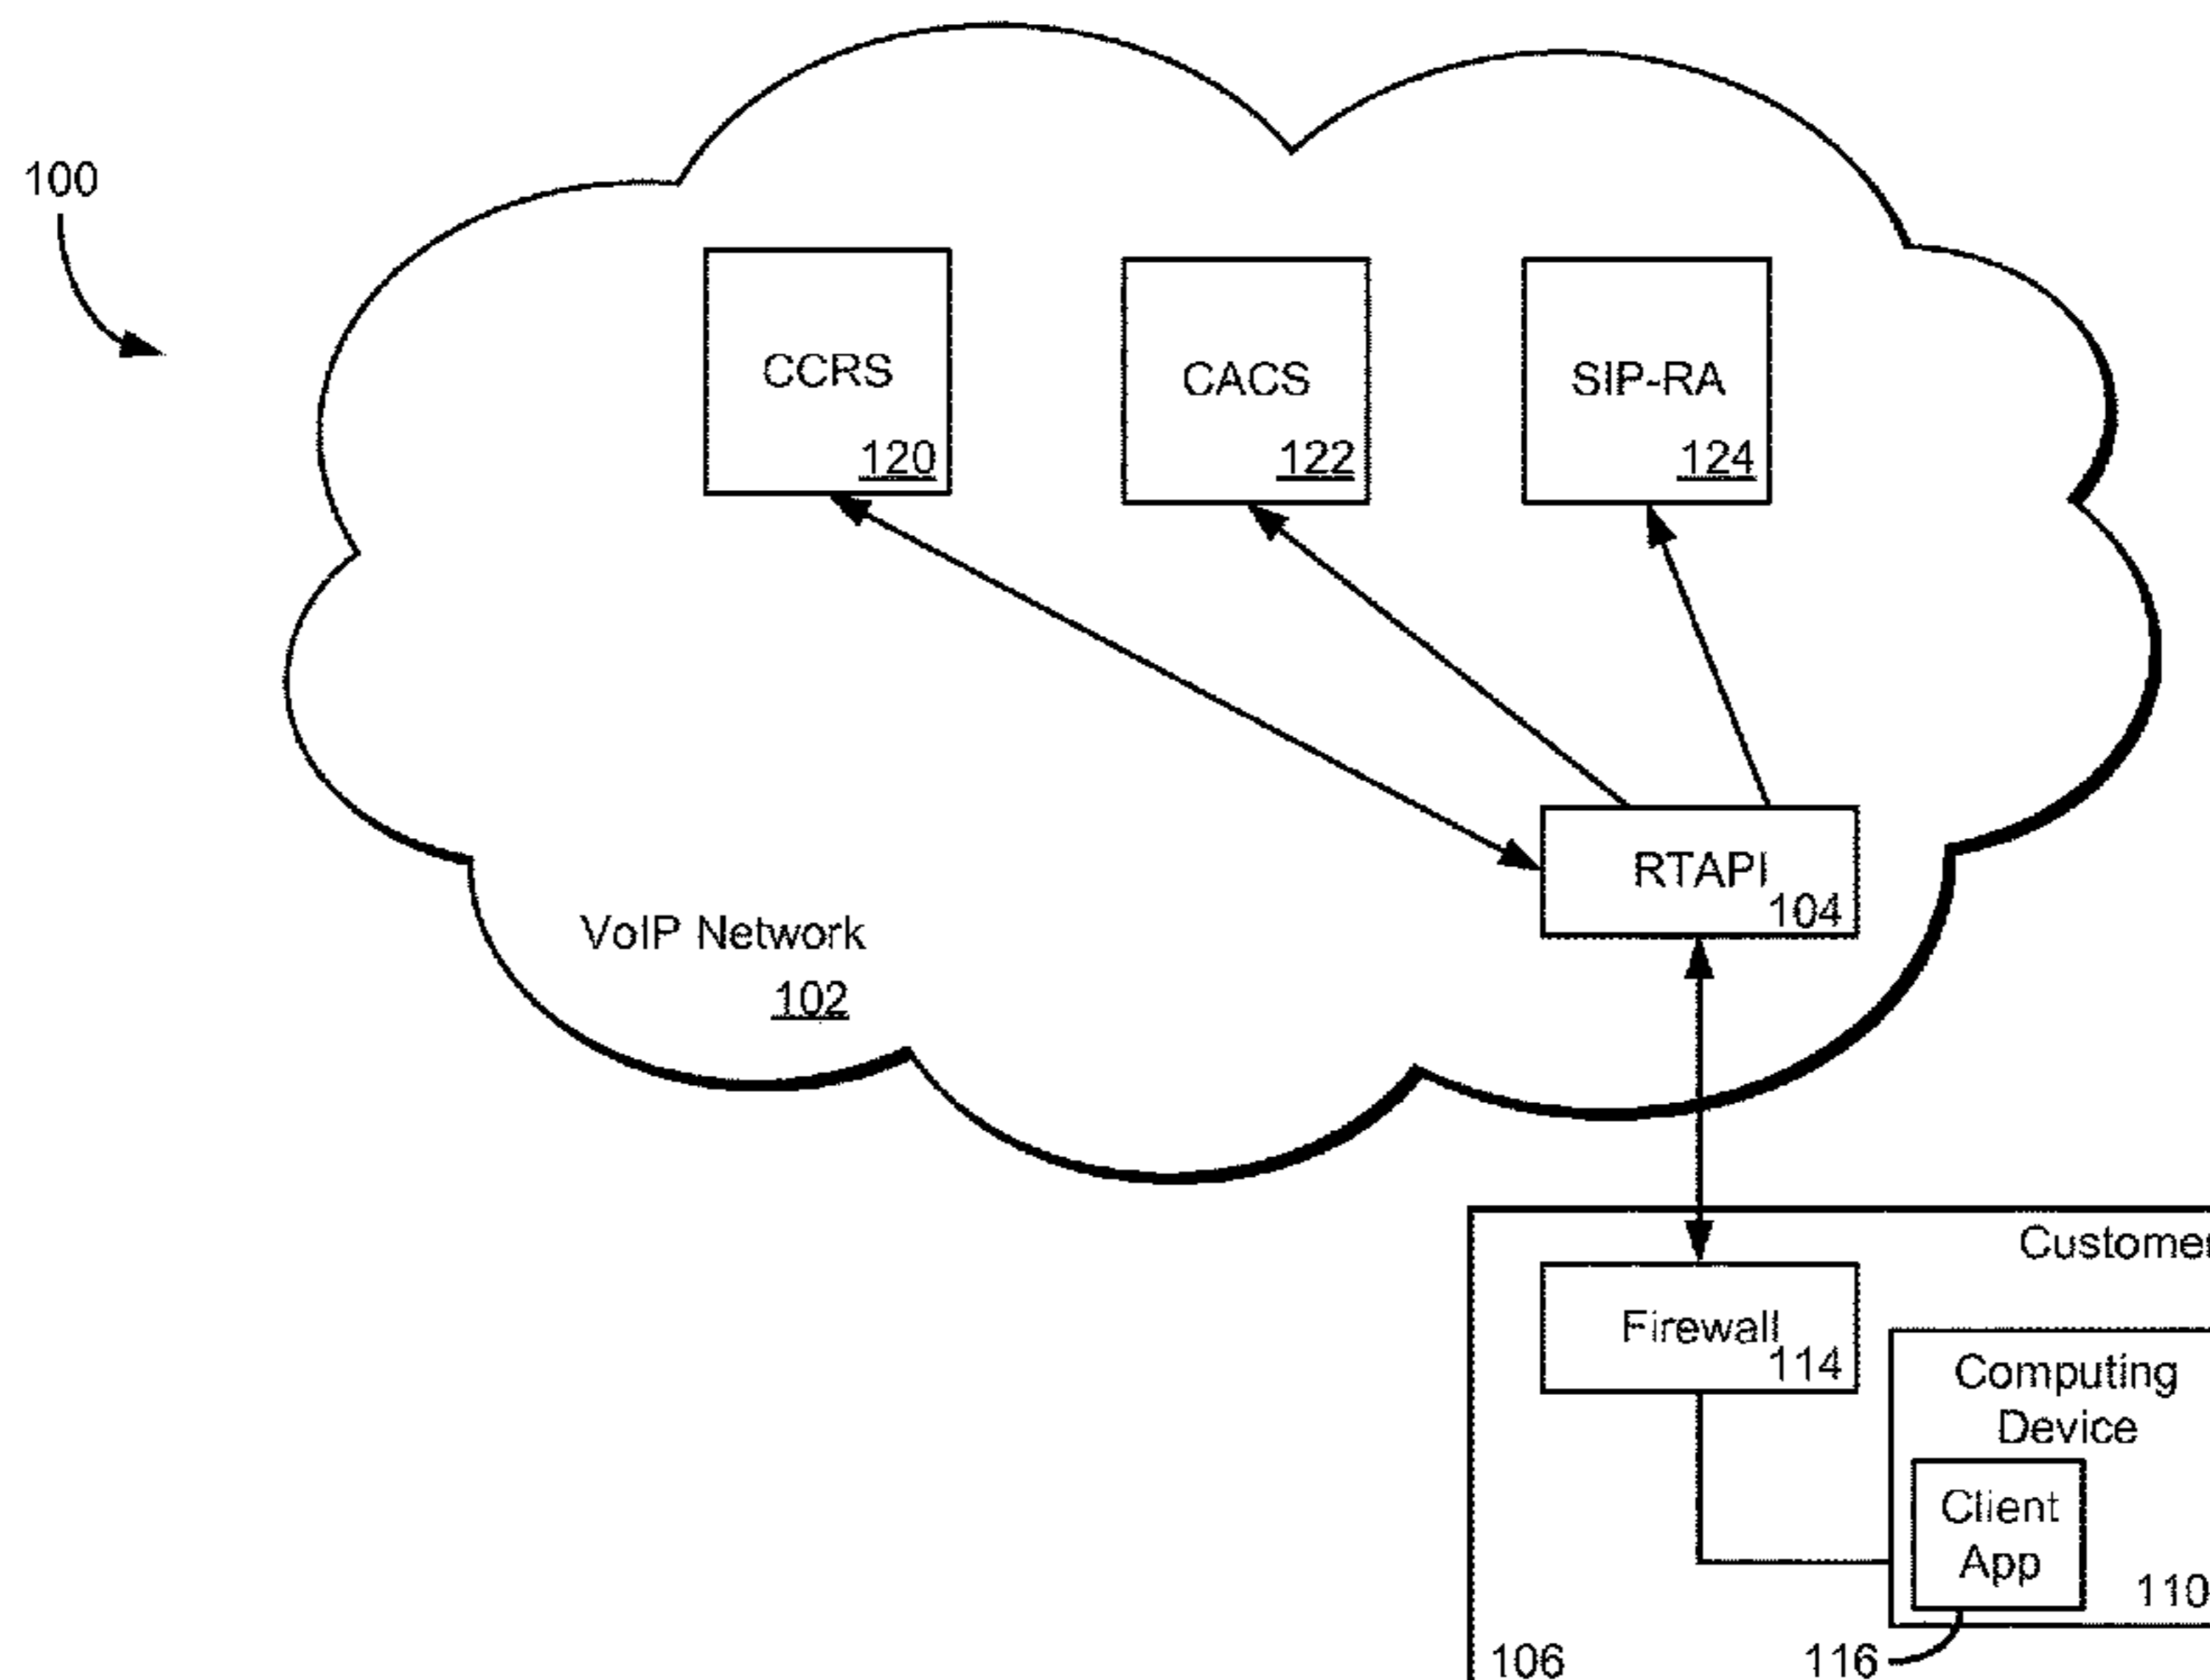 100
CCRS
120
CACS
122
SIP-RA
124
RTAPI
104
VoIP Network
102
Customer
Firewall
114
Computing
Device
Client
App
110
106
116